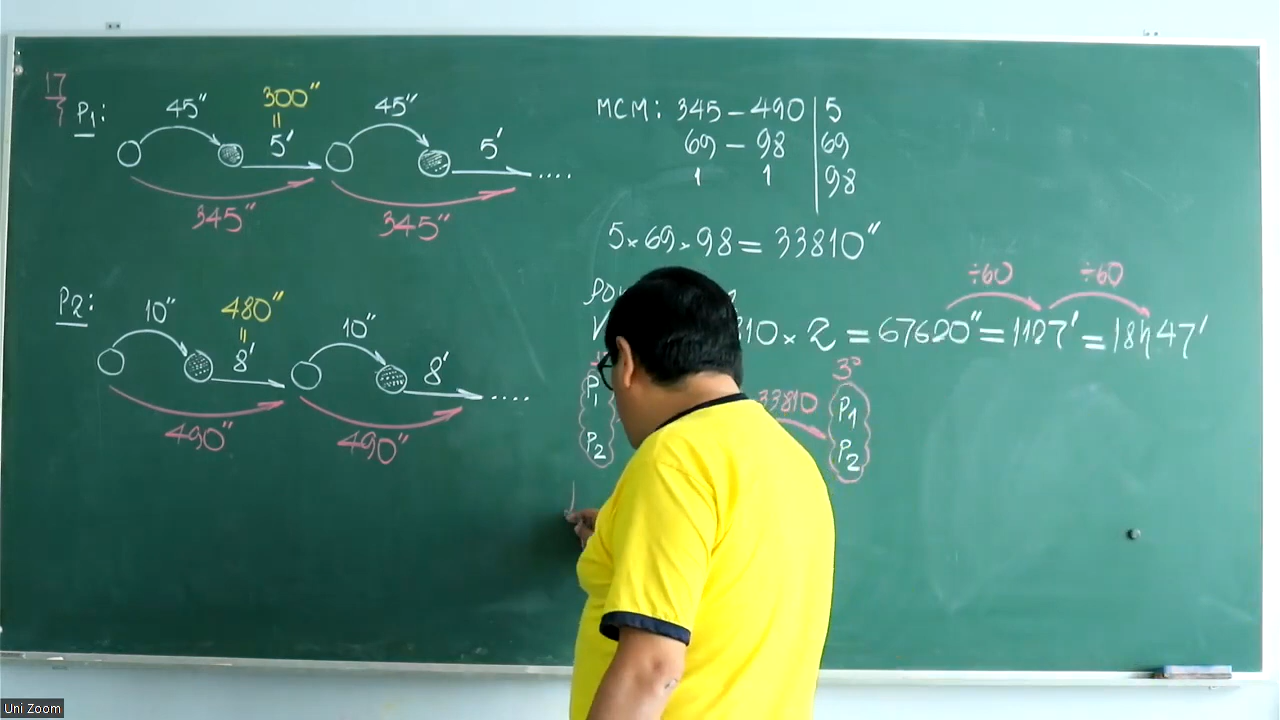 17
P1:
45" 300" 45"
=
5' 5' ....
345" 345"
P2:
10" 480" 10"
=
8' 8' ....
490" 490"
MCM: 345 - 490 | 5
69 - 98 | 69
1 1 | 98
5 × 69 × 98 = 33810"
÷60 ÷60
10 × 2 = 67620" = 1127' = 18h 47'
33810 3°
P1 P1
P2 P2
Uni Zoom